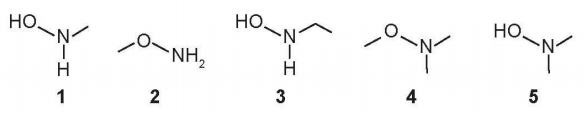 HO N H
O NH₂
HO N H
O N
HO N
1 2 3 4 5